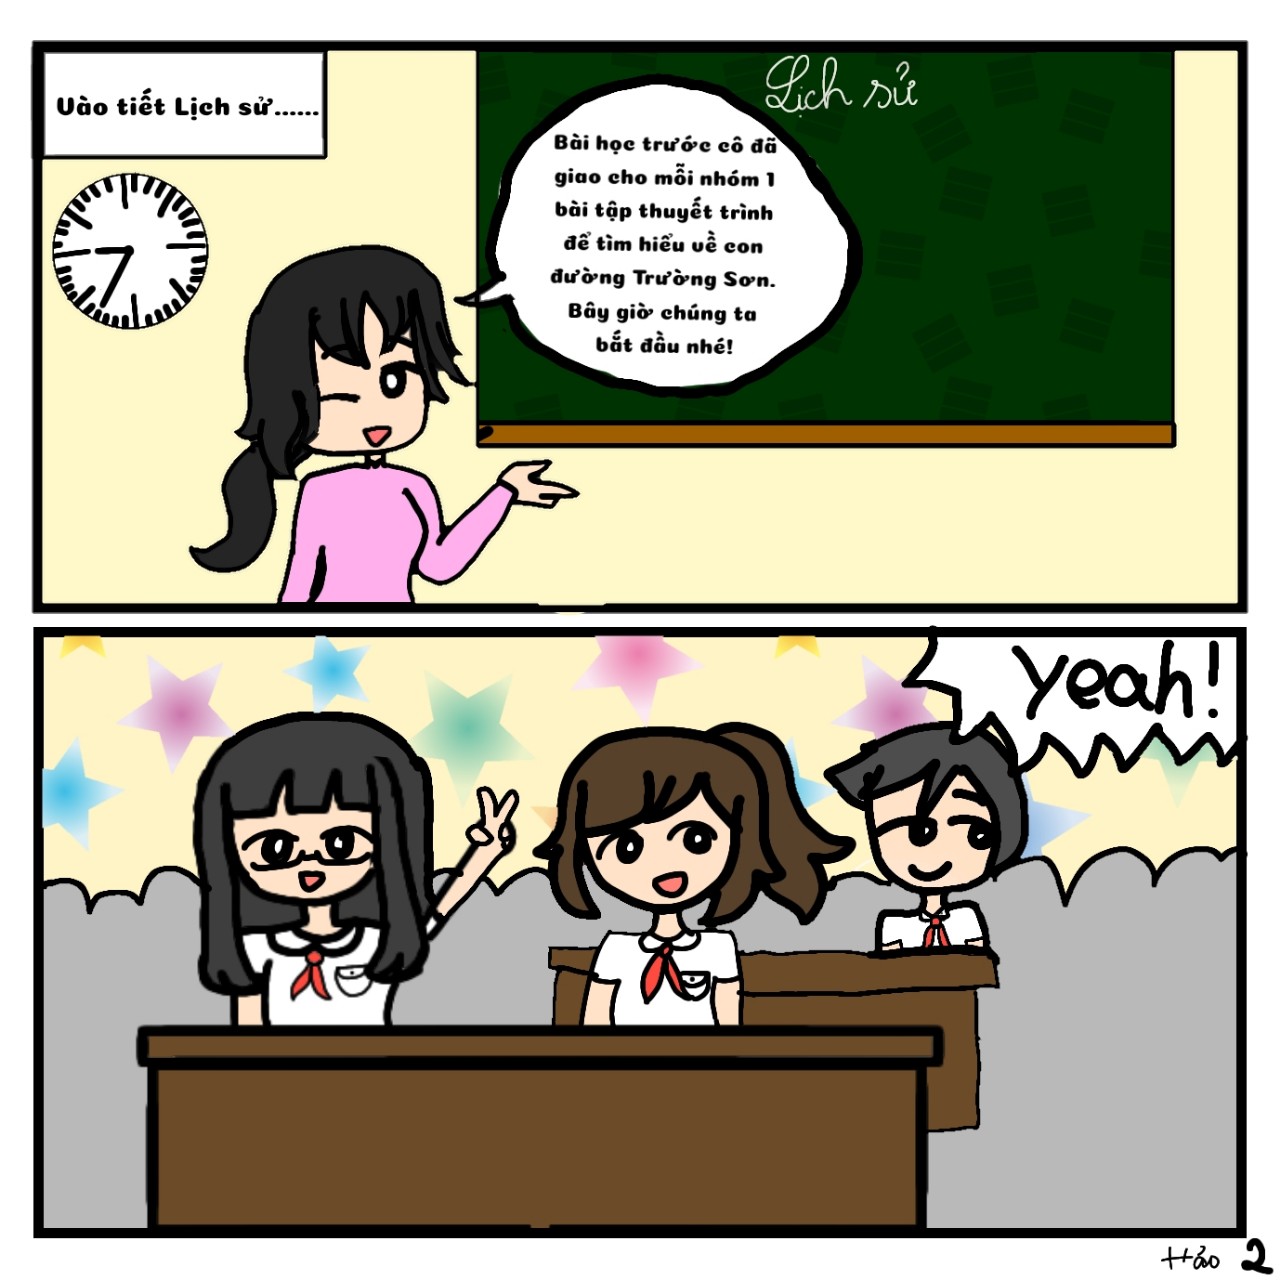 Vào tiết Lịch sử......
Lịch sử
Bài học trước cô đã
giao cho mỗi nhóm 1
bài tập thuyết trình
để tìm hiểu về con
đường Trường Sơn.
Bây giờ chúng ta
bắt đầu nhé!
Yeah!
Hảo 2